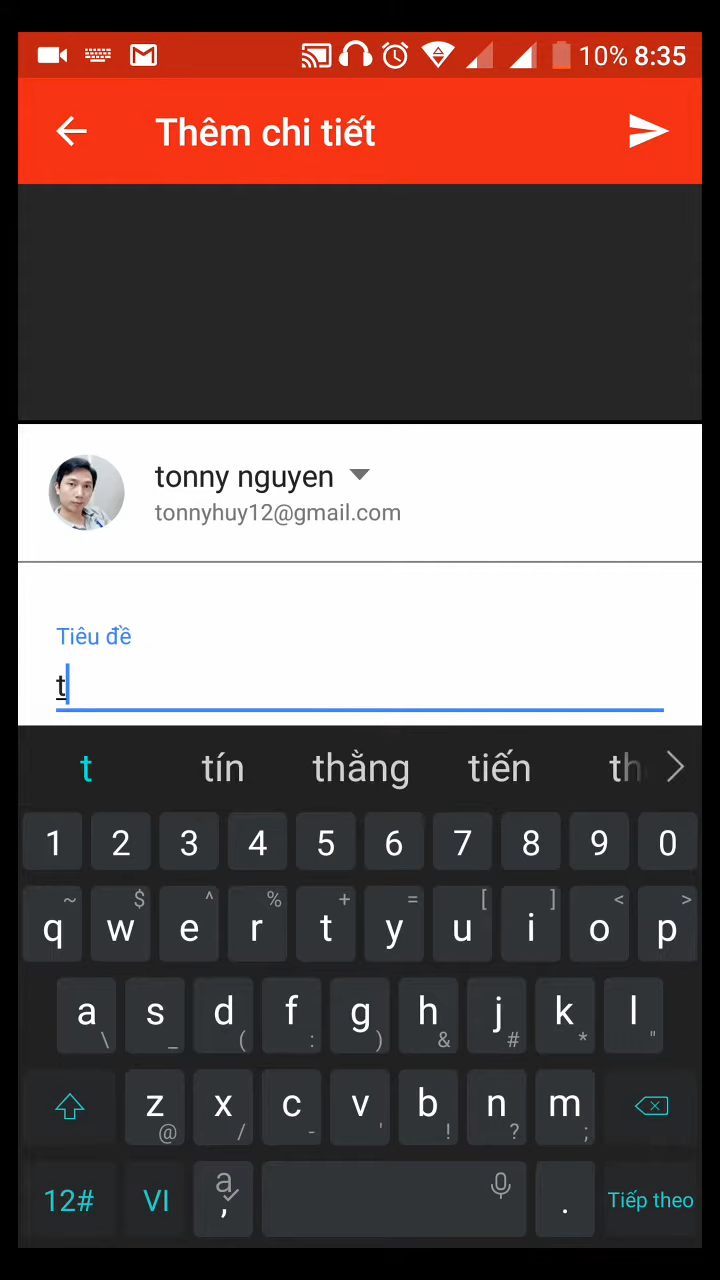 10% 8:35
Thêm chi tiết
tonny nguyen
tonnyhuy12@gmail.com
Tiêu đề
t
t tín thằng tiến
1 2 3 4 5 6 7 8 9 0
~ $ ^ % + = [ ] < >
q w e r t y u i o p
a s d f g h j k l
\ _ ( : ) & # * "
z x c v b n m
@ / - ' ! ? ;
12# VI a , . Tiếp theo